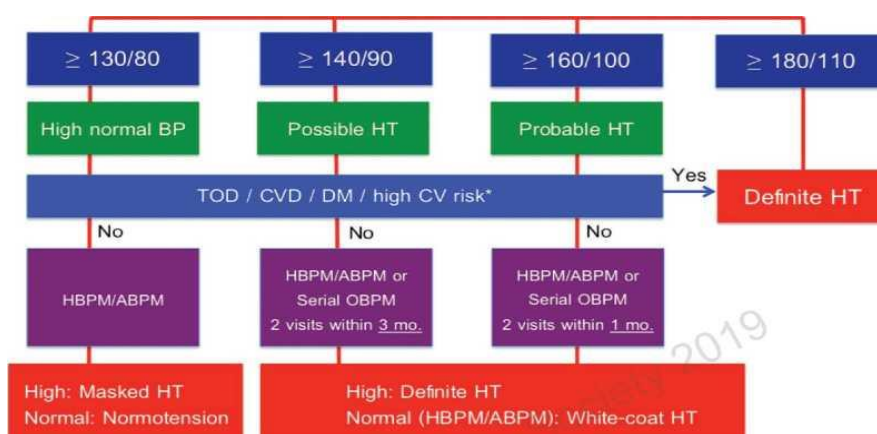 ≥ 130/80
≥ 140/90
≥ 160/100
≥ 180/110
High normal BP
Possible HT
Probable HT
TOD / CVD / DM / high CV risk*
Yes
Definite HT
No
No
No
HBPM/ABPM
HBPM/ABPM or
Serial OBPM
2 visits within 3 mo.
HBPM/ABPM or
Serial OBPM
2 visits within 1 mo.
High: Masked HT
Normal: Normotension
High: Definite HT
Normal (HBPM/ABPM): White-coat HT
2019